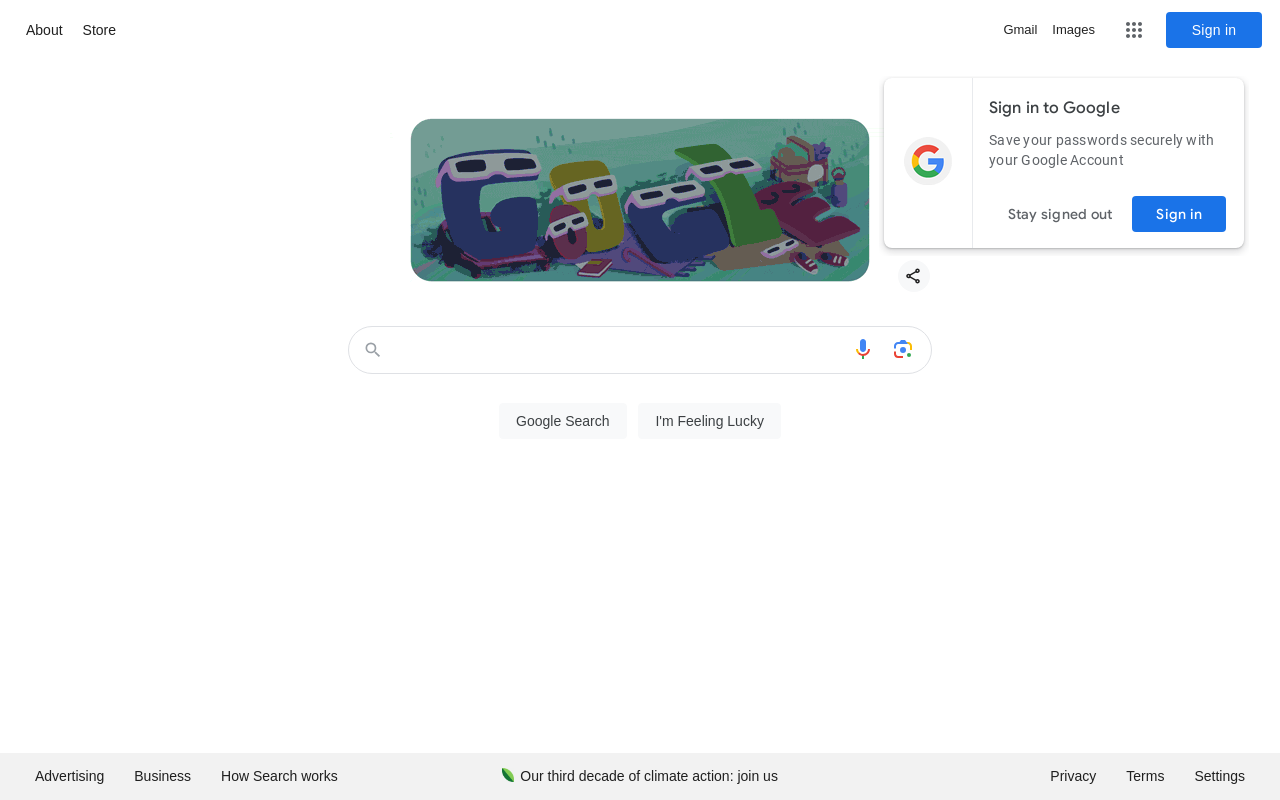 About Store
Gmail Images
Sign in
Google
Sign in to Google
Save your passwords securely with
your Google Account
Stay signed out
Sign in
Google Search
I'm Feeling Lucky
Advertising Business How Search works
Our third decade of climate action: join us
Privacy Terms Settings